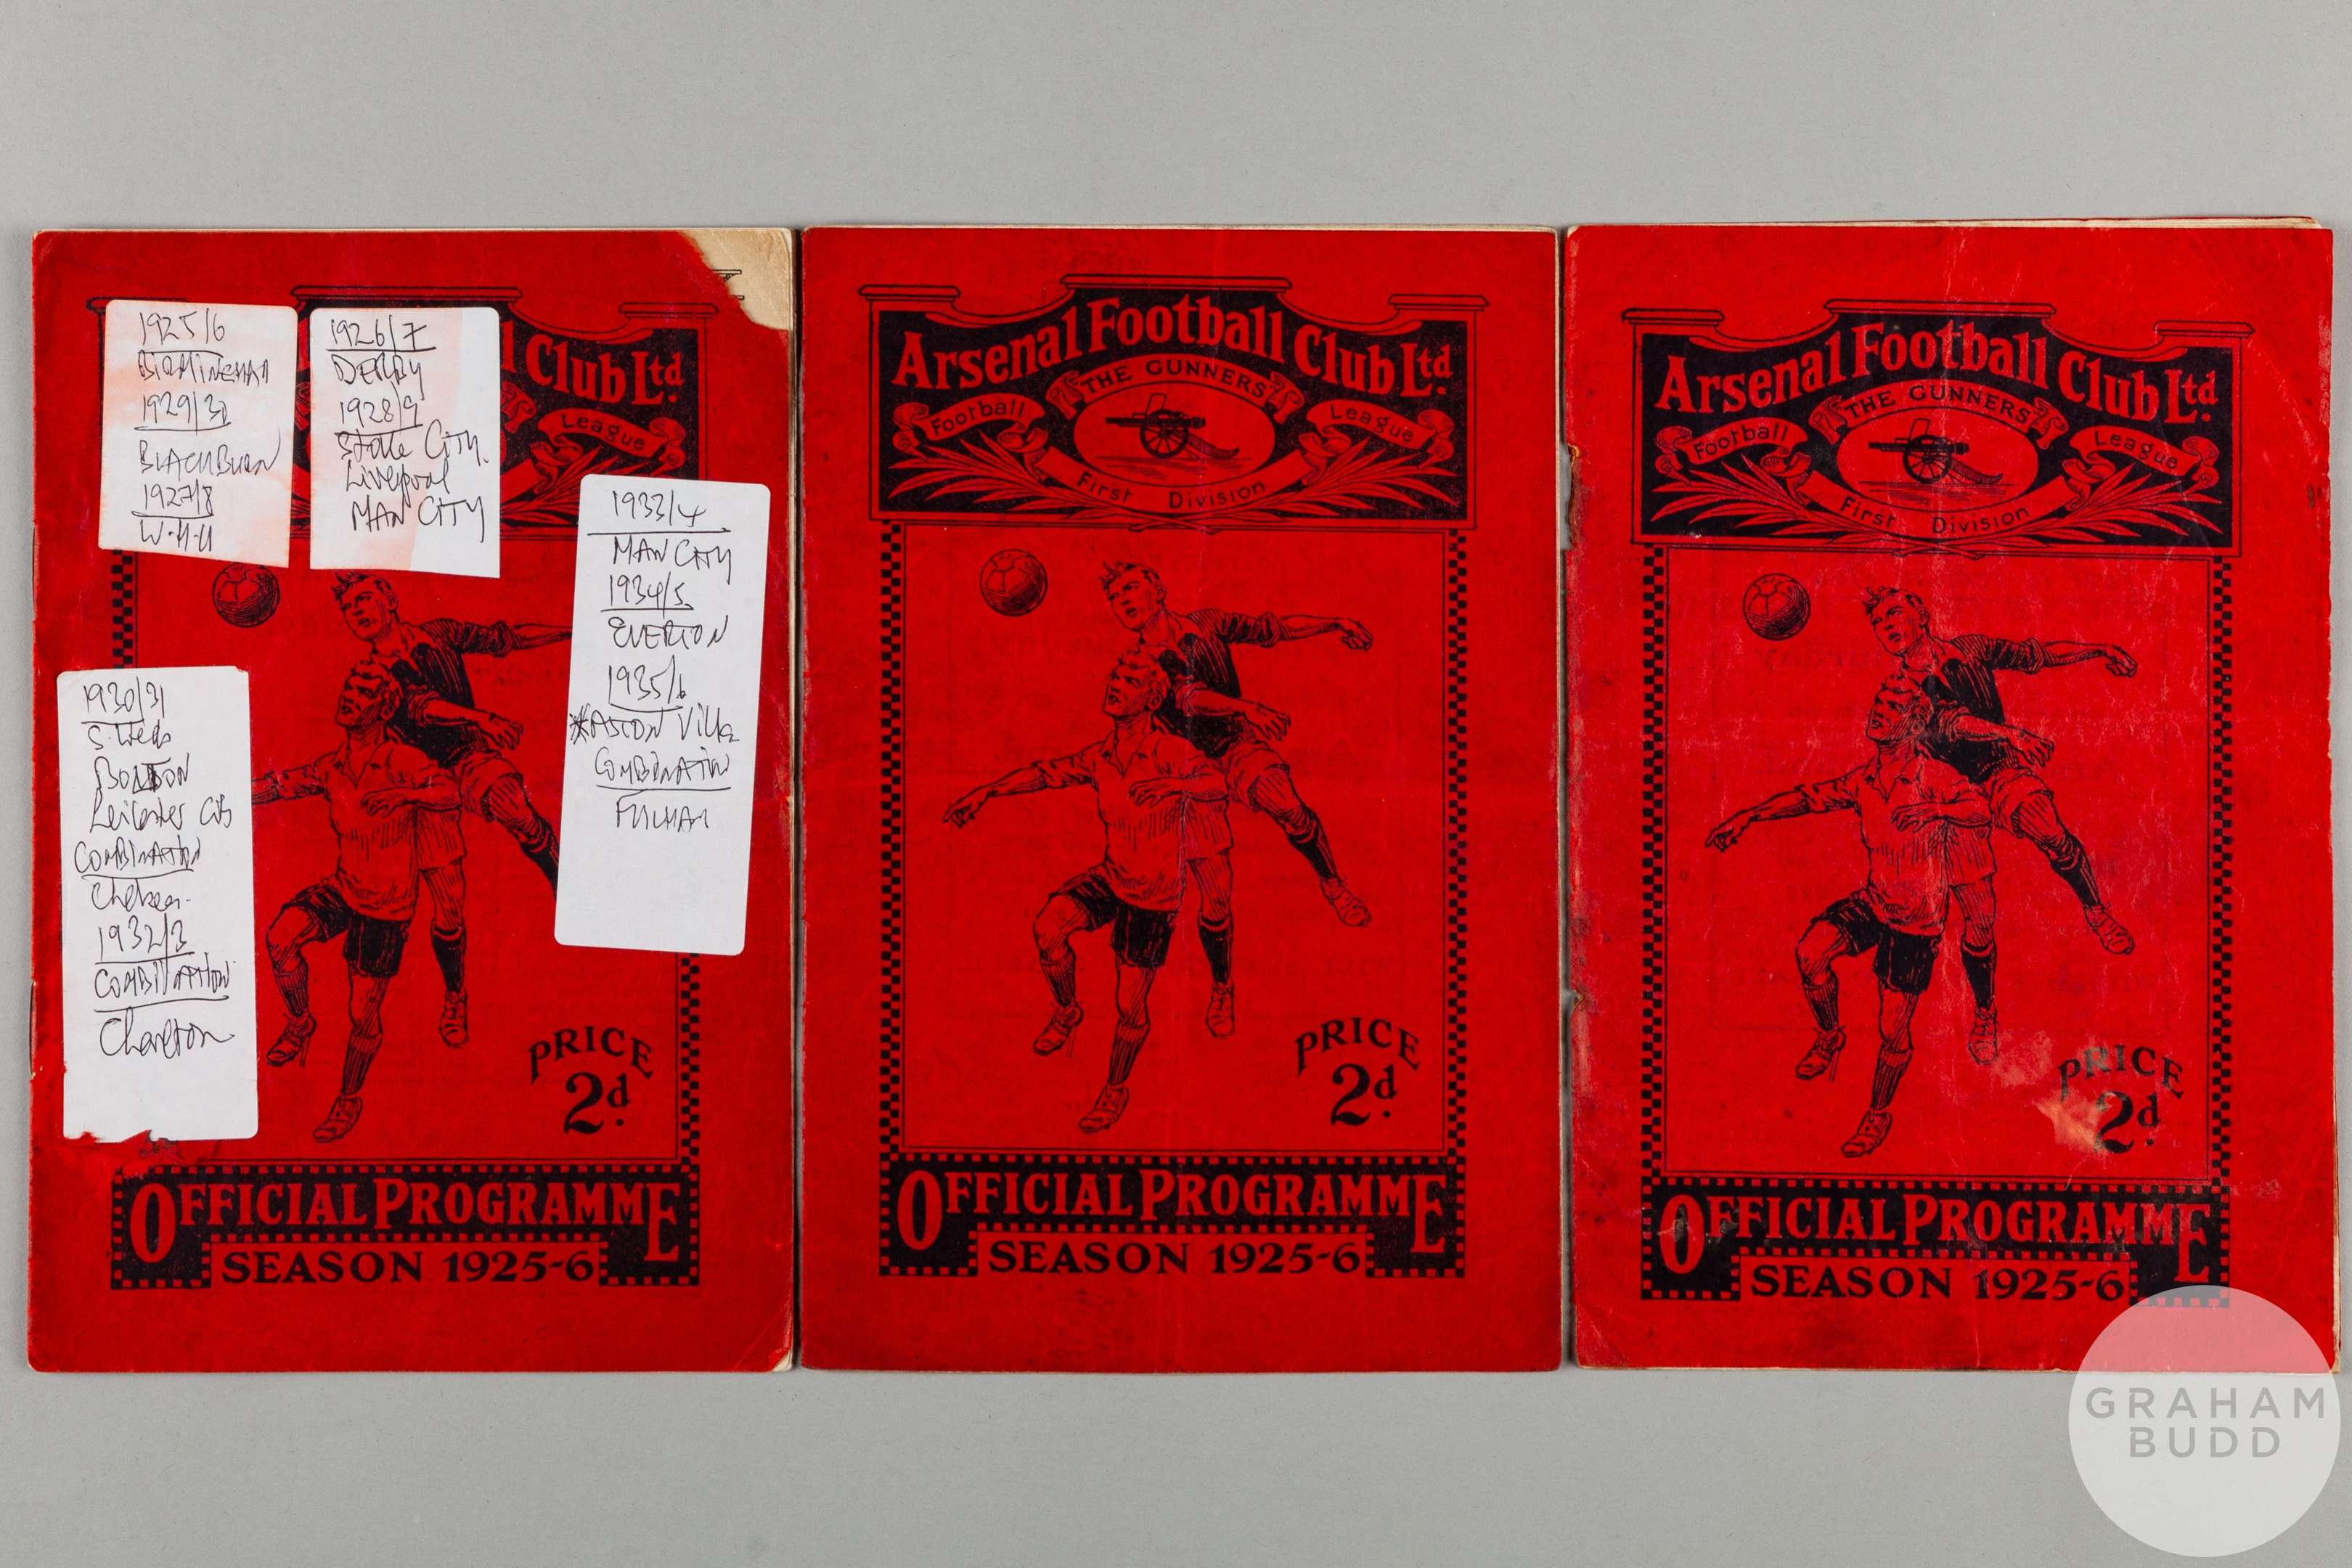 1925/6
BIRMINGHAM
1929/30
BLACKBURN
1927/8
W.H.U
1926/7
DERBY
1928/9
Stoke City.
Liverpool
MAN CITY
1933/4
MAN CITY
1934/5
EVERTON
1935/6
*ASTON Villa
COMBINATION
FULHAM
1930/31
BOLTON
Leicester City
COMBINATION
Chelsea.
1932/3
COMBINATION
Charlton
l Club Ltd.
League
PRICE
2d.
OFFICIAL PROGRAMME
SEASON 1925-6
Arsenal Football Club Ltd.
THE GUNNERS
Football League
First Division
PRICE
2d.
OFFICIAL PROGRAMME
SEASON 1925-6
Arsenal Football Club Ltd.
THE GUNNERS
Football League
First Division
PRICE
2d.
OFFICIAL PROGRAMME
SEASON 1925-6
GRAHAM
BUDD